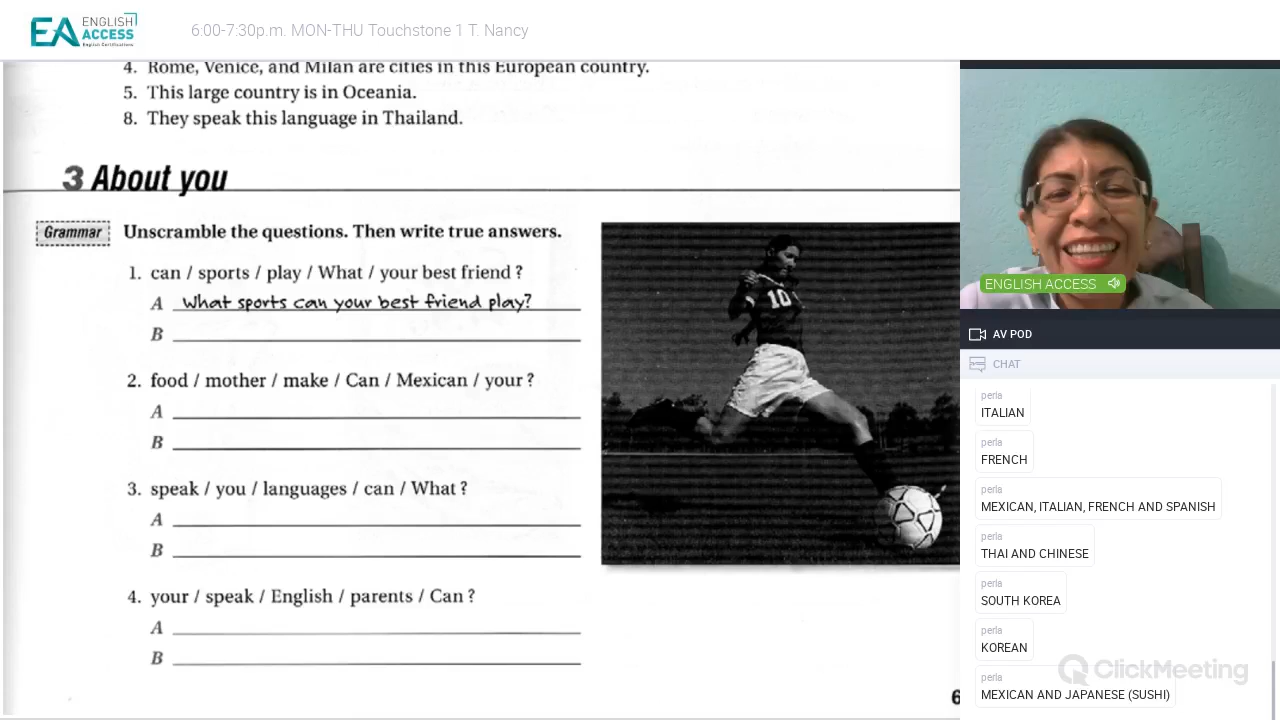 EA ENGLISH ACCESS
English Certifications
6:00-7:30p.m. MON-THU Touchstone 1 T. Nancy
4. Rome, Venice, and Milan are cities in this European country.
5. This large country is in Oceania.
8. They speak this language in Thailand.
3 About you
Grammar Unscramble the questions. Then write true answers.
1. can / sports / play / What / your best friend ?
A What sports can your best friend play?
B
2. food / mother / make / Can / Mexican / your ?
A
B
3. speak / you / languages / can / What ?
A
B
4. your / speak / English / parents / Can ?
A
B
10
6
ENGLISH ACCESS
AV POD
CHAT
perla
ITALIAN
perla
FRENCH
perla
MEXICAN, ITALIAN, FRENCH AND SPANISH
perla
THAI AND CHINESE
perla
SOUTH KOREA
perla
KOREAN
perla
MEXICAN AND JAPANESE (SUSHI)
ClickMeeting